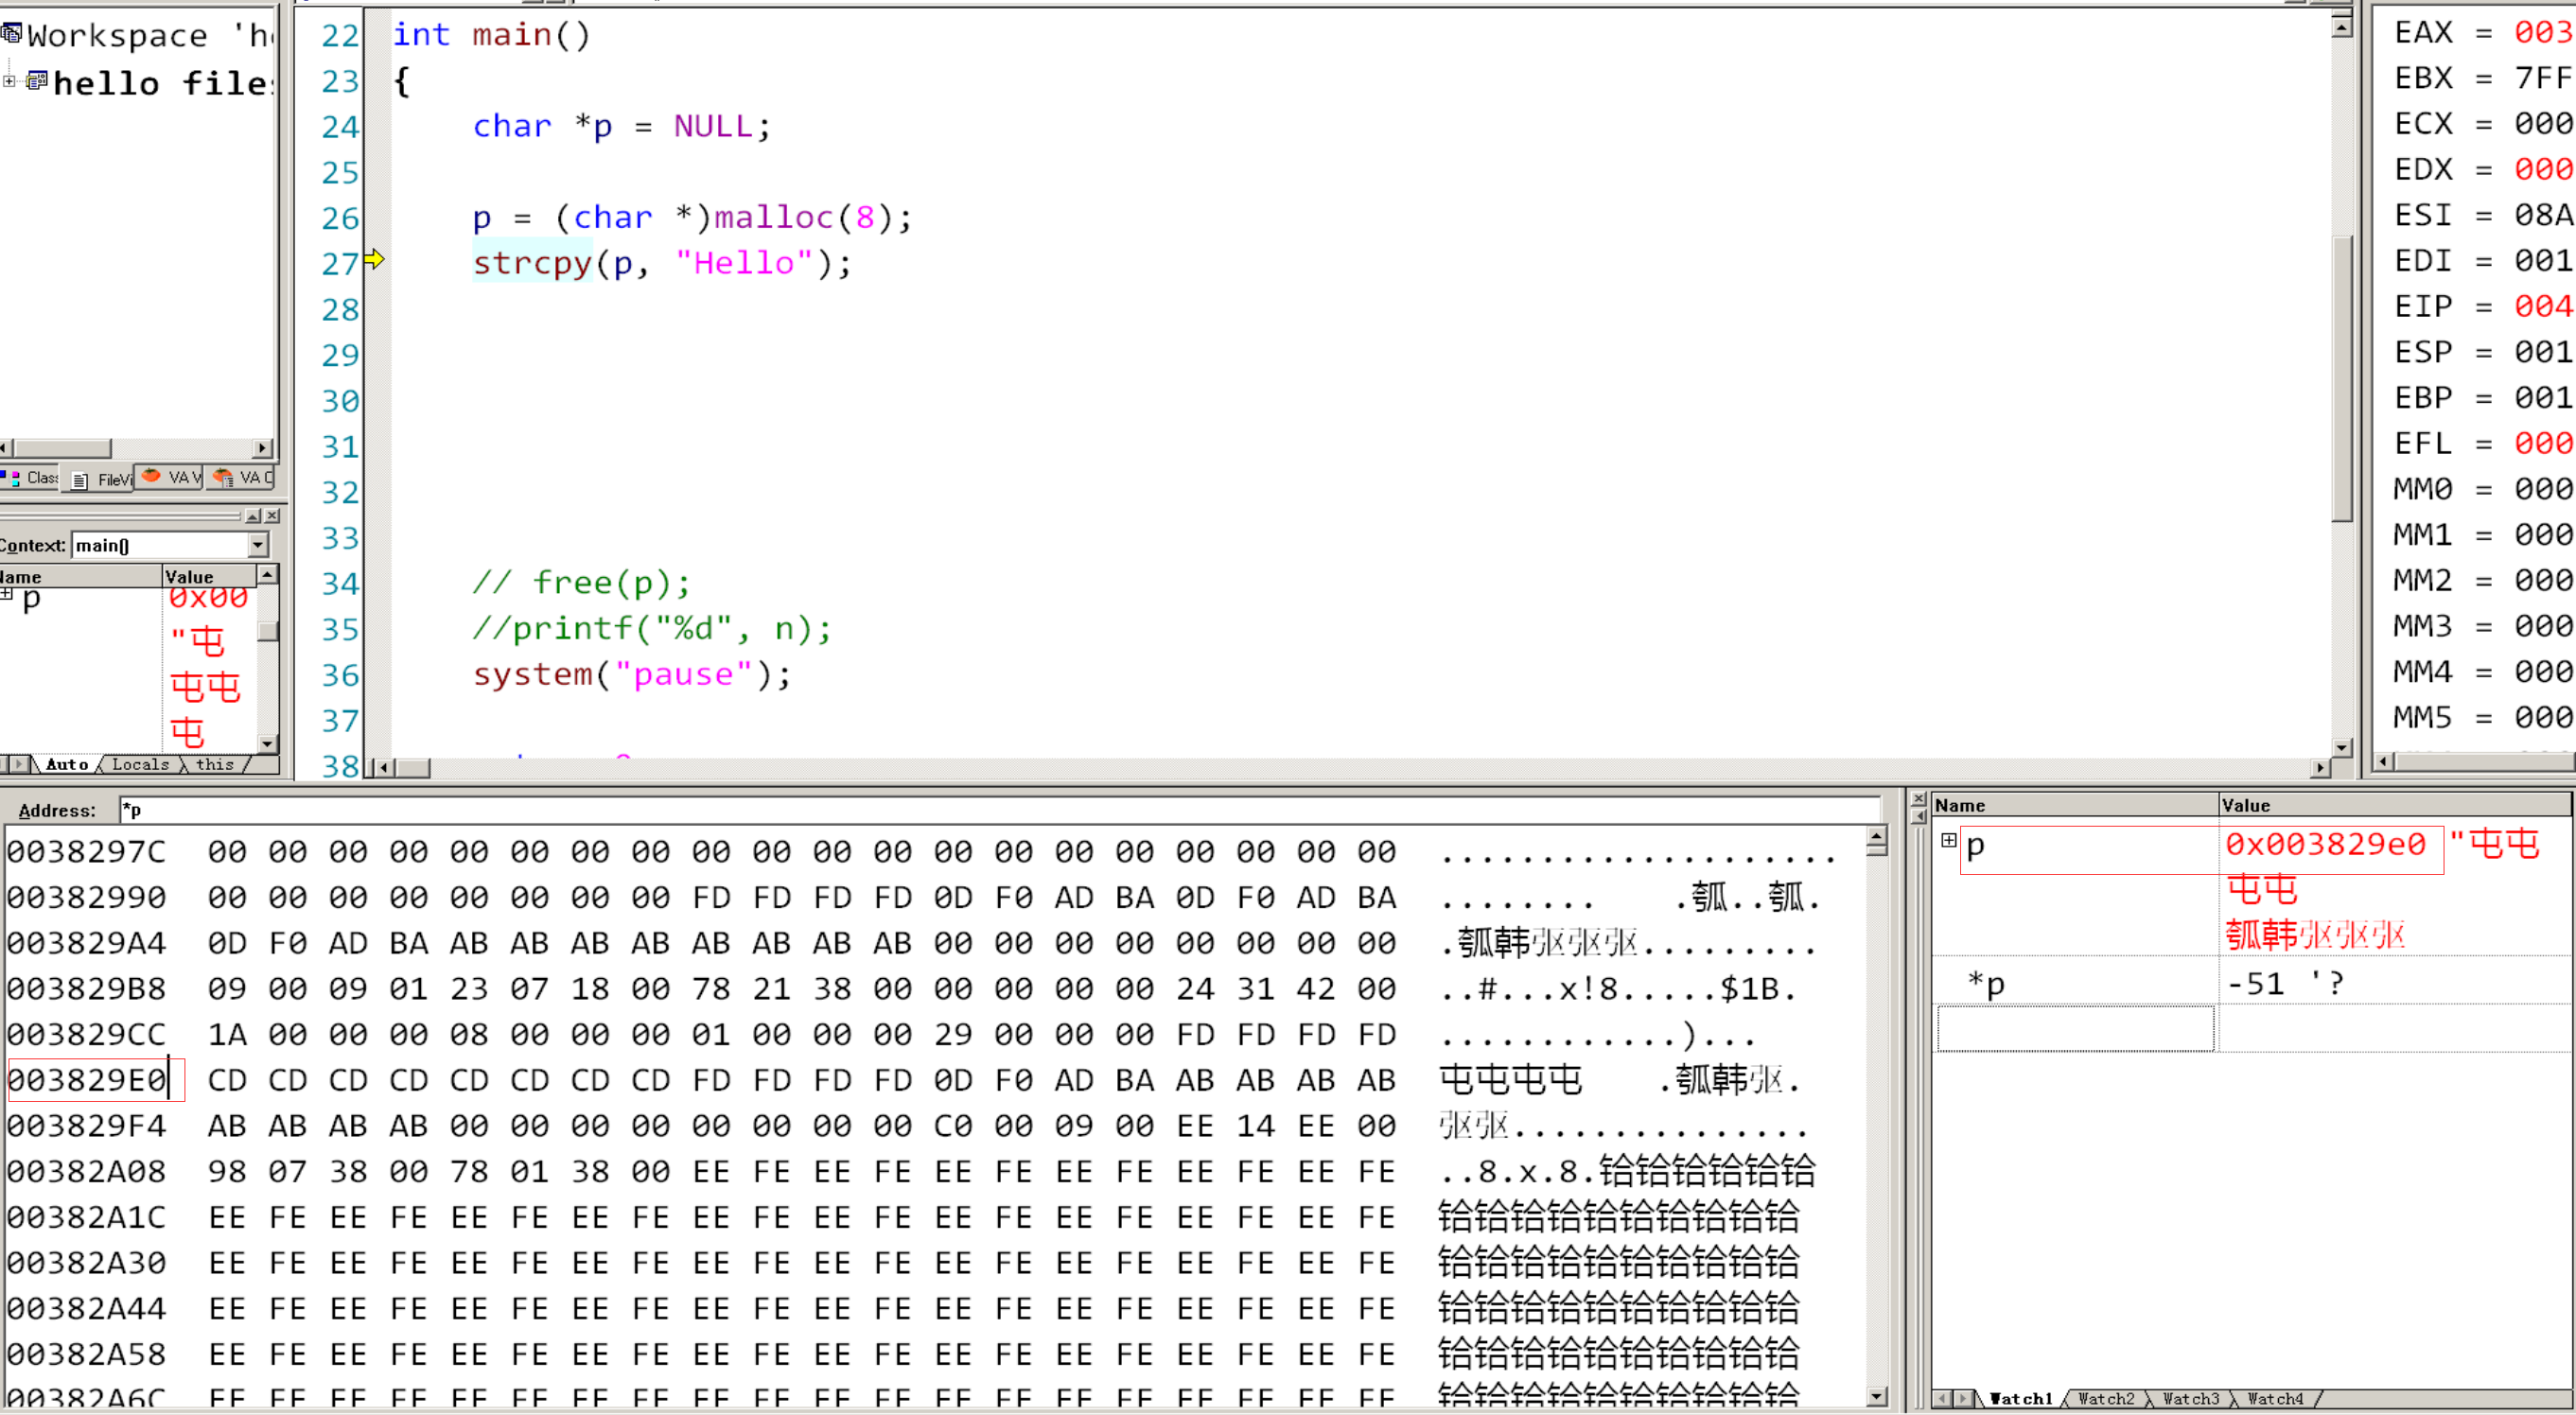 Workspace 'h
hello file
Clas FileVi VA V VA C
Context: main()
Name Value
p 0x00
"屯
屯屯
屯
Auto Locals this
22 int main()
23 {
24 char *p = NULL;
25
26 p = (char *)malloc(8);
27 strcpy(p, "Hello");
28
29
30
31
32
33
34 // free(p);
35 //printf("%d", n);
36 system("pause");
37
38
EAX = 003
EBX = 7FF
ECX = 000
EDX = 000
ESI = 08A
EDI = 001
EIP = 004
ESP = 001
EBP = 001
EFL = 000
MM0 = 000
MM1 = 000
MM2 = 000
MM3 = 000
MM4 = 000
MM5 = 000
Address: *p
0038297C 00 00 00 00 00 00 00 00 00 00 00 00 00 00 00 00 00 00 00 00 ....................
00382990 00 00 00 00 00 00 00 00 FD FD FD FD 0D F0 AD BA 0D F0 AD BA ........ .瓠..瓠.
003829A4 0D F0 AD BA AB AB AB AB AB AB AB AB 00 00 00 00 00 00 00 00 .瓠韩驱驱驱.........
003829B8 09 00 09 01 23 07 18 00 78 21 38 00 00 00 00 00 24 31 42 00 ..#...x!8.....$1B.
003829CC 1A 00 00 00 08 00 00 00 01 00 00 00 29 00 00 00 FD FD FD FD ............)...
003829E0 CD CD CD CD CD CD CD CD FD FD FD FD 0D F0 AD BA AB AB AB AB 屯屯屯屯 .瓠韩驱.
003829F4 AB AB AB AB 00 00 00 00 00 00 00 00 C0 00 09 00 EE 14 EE 00 驱驱................
00382A08 98 07 38 00 78 01 38 00 EE FE EE FE EE FE EE FE EE FE EE FE ..8.x.8.铪铪铪铪铪铪
00382A1C EE FE EE FE EE FE EE FE EE FE EE FE EE FE EE FE EE FE EE FE 铪铪铪铪铪铪铪铪铪铪
00382A30 EE FE EE FE EE FE EE FE EE FE EE FE EE FE EE FE EE FE EE FE 铪铪铪铪铪铪铪铪铪铪
00382A44 EE FE EE FE EE FE EE FE EE FE EE FE EE FE EE FE EE FE EE FE 铪铪铪铪铪铪铪铪铪铪
00382A58 EE FE EE FE EE FE EE FE EE FE EE FE EE FE EE FE EE FE EE FE 铪铪铪铪铪铪铪铪铪铪
00382A6C EE FE EE FE EE FE EE FE EE FE EE FE EE FE EE FE EE FE EE FE 铪铪铪铪铪铪铪铪铪铪
Name Value
p 0x003829e0 "屯屯
屯屯
瓠韩驱驱驱
*p -51 '?
Watch1 Watch2 Watch3 Watch4